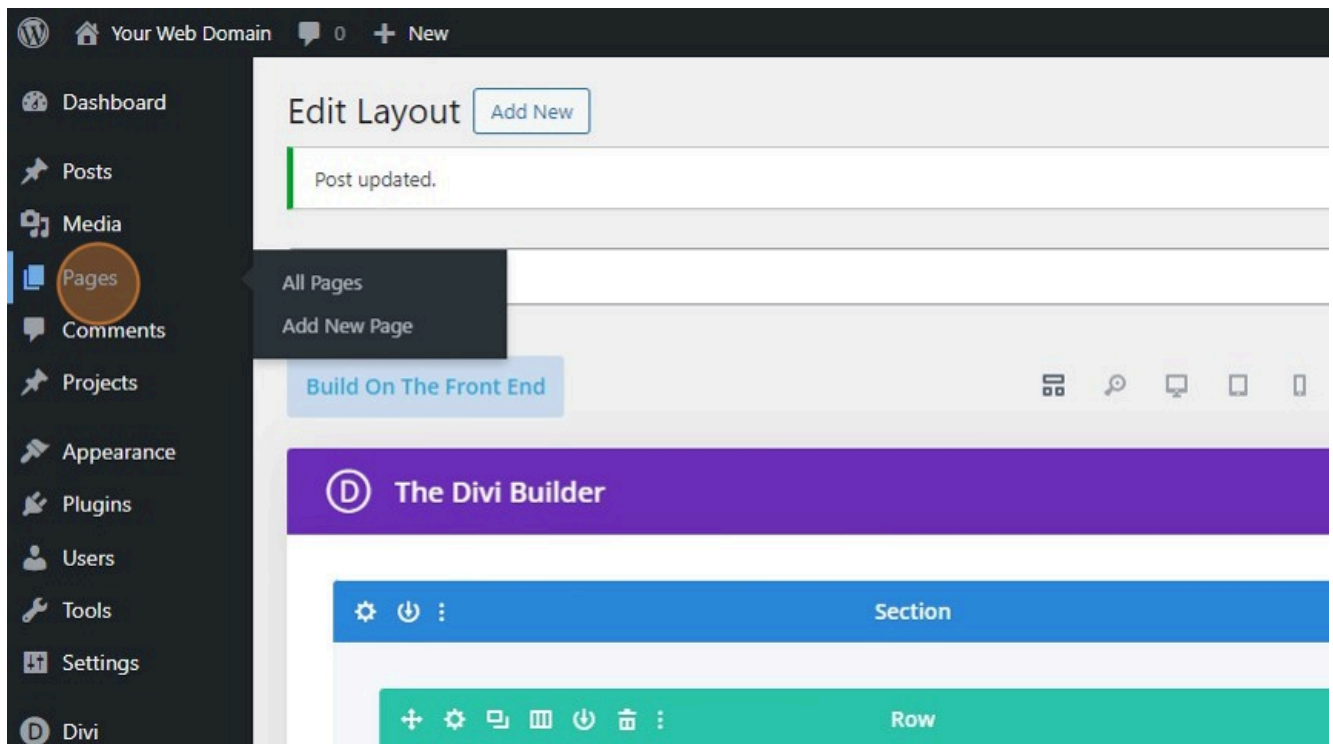 Your Web Domain 0 New
Dashboard
Posts
Media
Pages
Comments
Projects
Appearance
Plugins
Users
Tools
Settings
D Divi
Edit Layout Add New
Post updated.
All Pages
Add New Page
Build On The Front End
D The Divi Builder
Section
Row